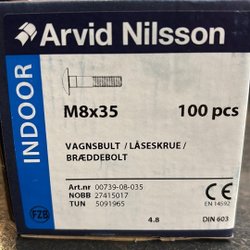 Arvid Nilsson
INDOOR
M8x35 100 pcs
VAGNSBULT / LÅSESKRUE /
BRÆDDEBOLT
Art.nr 00739-08-035
NOBB 27415017
TUN 5091965
CE
EN 14592
FZB
4.8 DIN 603